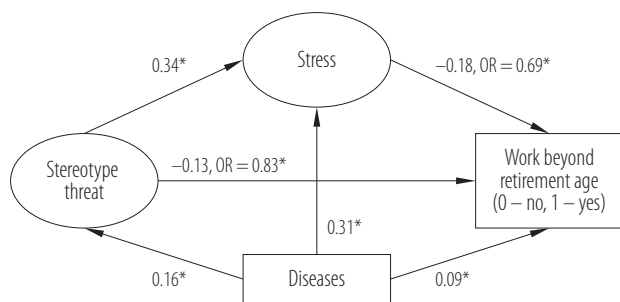 Stress
0.34*
−0.18, OR = 0.69*
Stereotype
threat
−0.13, OR = 0.83*
Work beyond
retirement age
(0 – no, 1 – yes)
0.31*
0.16*
Diseases
0.09*